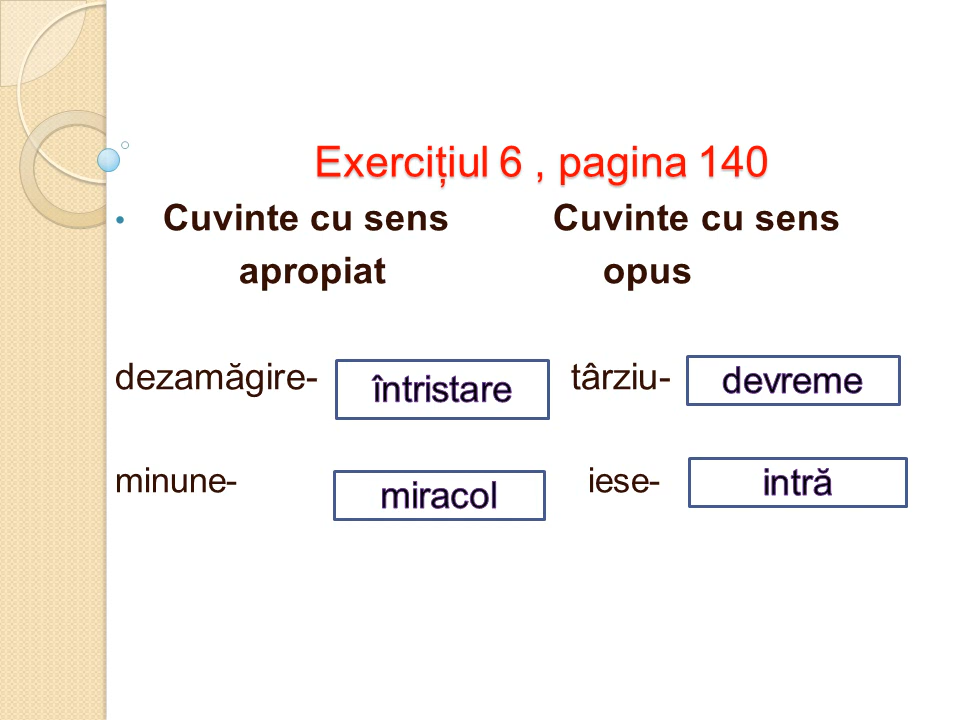 Exercițiul 6 , pagina 140
• Cuvinte cu sens Cuvinte cu sens
apropiat opus
dezamăgire- întristare târziu- devreme
minune- miracol iese- intră